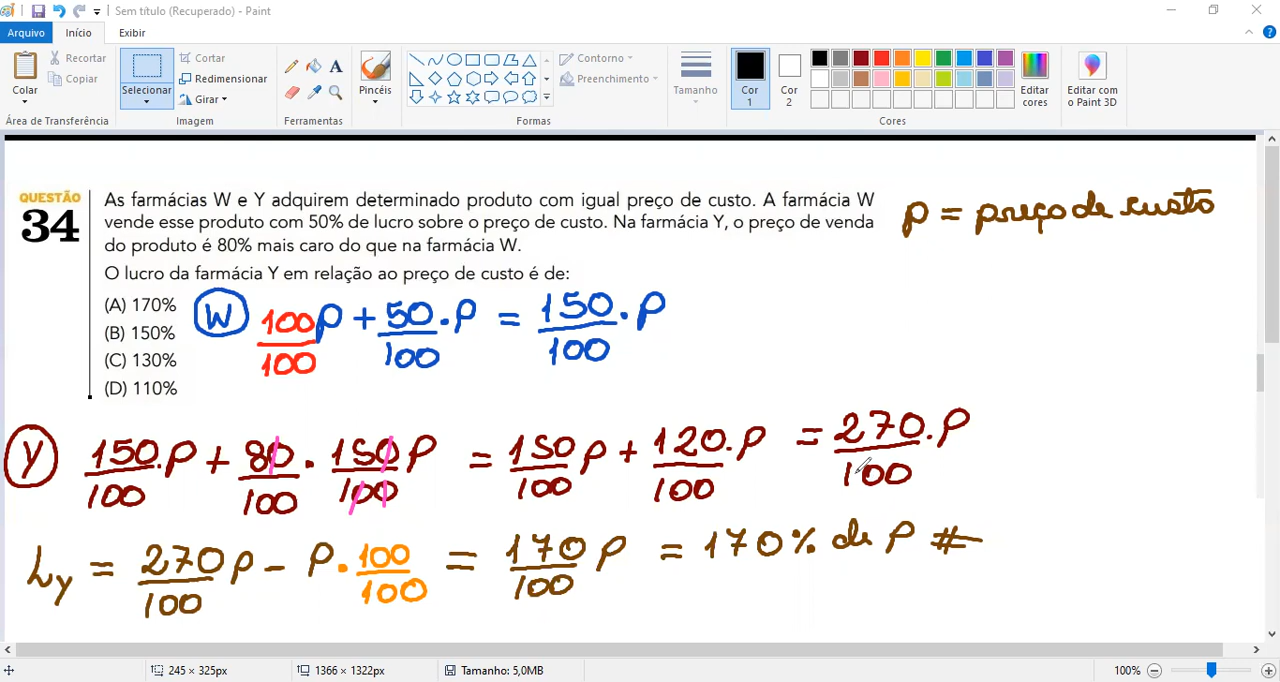 Sem título (Recuperado) - Paint
Arquivo Início Exibir
Colar
Recortar
Copiar
Área de Transferência
Selecionar
Cortar
Redimensionar
Girar
Imagem
A
Ferramentas
Pincéis
Contorno
Preenchimento
Formas
Tamanho
Cor 1
Cor 2
Editar cores
Editar com o Paint 3D
Cores
QUESTÃO
34
As farmácias W e Y adquirem determinado produto com igual preço de custo. A farmácia W
vende esse produto com 50% de lucro sobre o preço de custo. Na farmácia Y, o preço de venda
do produto é 80% mais caro do que na farmácia W.
O lucro da farmácia Y em relação ao preço de custo é de:
(A) 170%
(B) 150%
(C) 130%
(D) 110%
P = preço de custo
W 100/100 P + 50/100 . P = 150/100 . P
Y 150/100 . P + 80/100 . 150/100 P = 150/100 P + 120/100 . P = 270/100 . P
Ly = 270/100 P - P . 100/100 = 170/100 P = 170% de P #
245 × 325px
1366 × 1322px
Tamanho: 5,0MB
100%